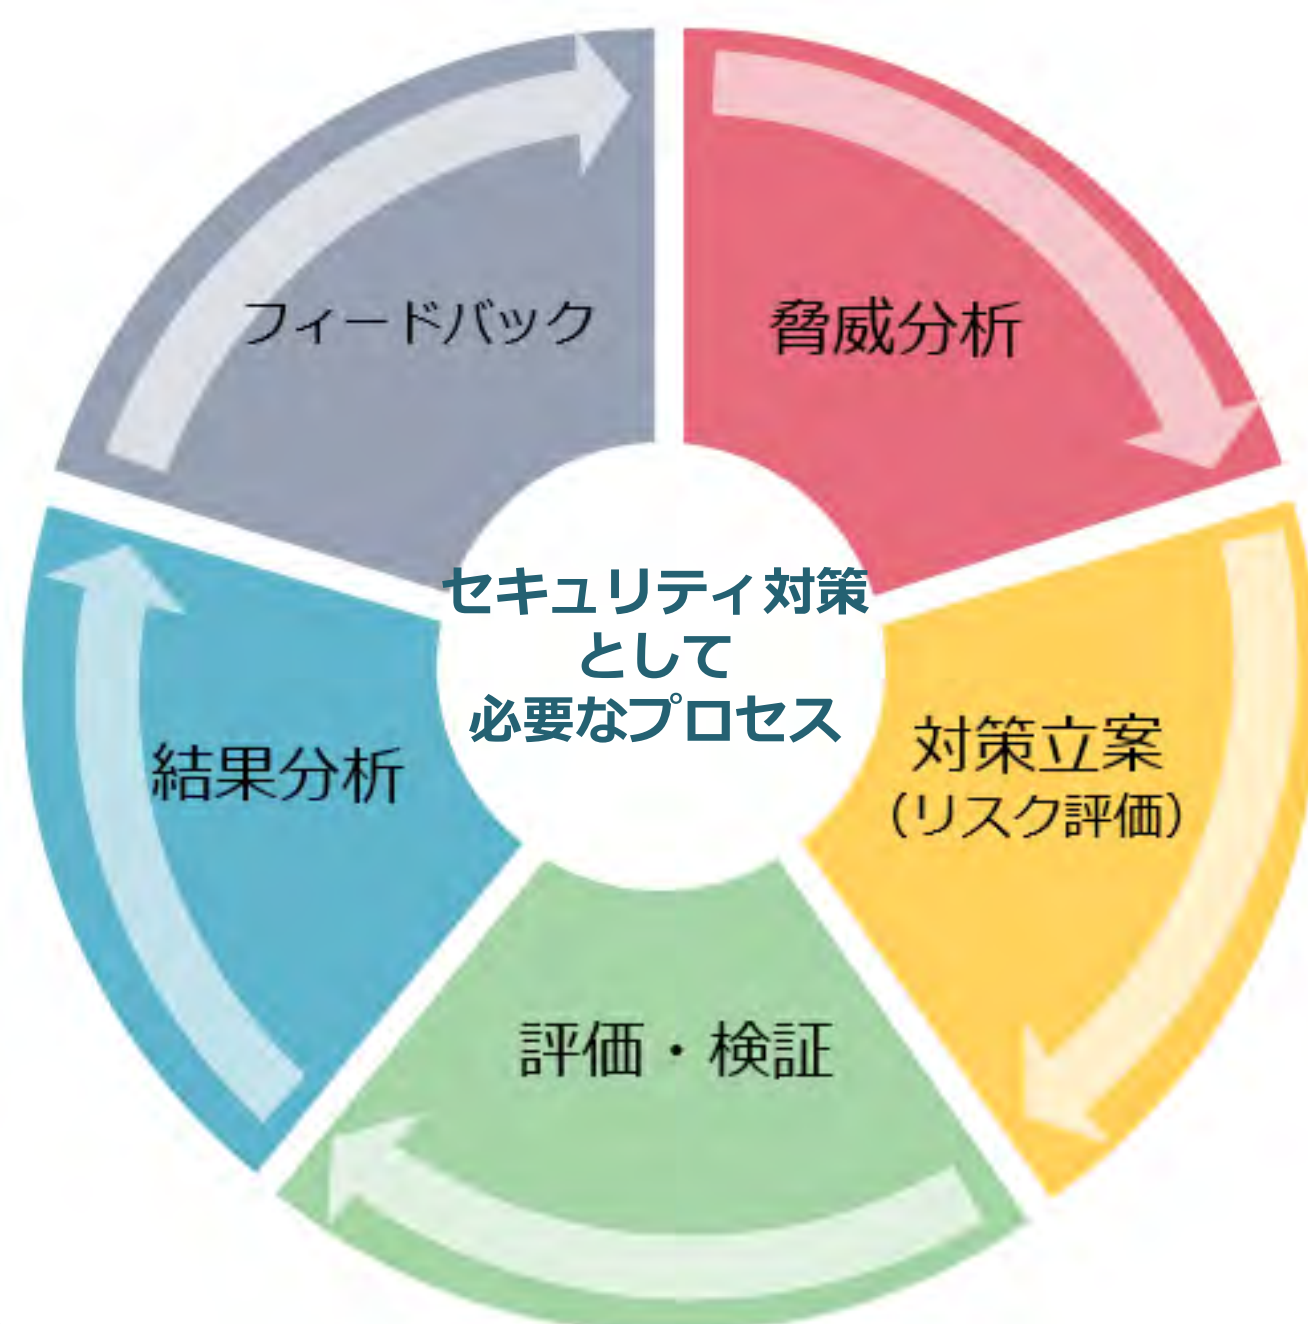 セキュリティ対策
として
必要なプロセス
脅威分析
対策立案
（リスク評価）
評価・検証
結果分析
フィードバック